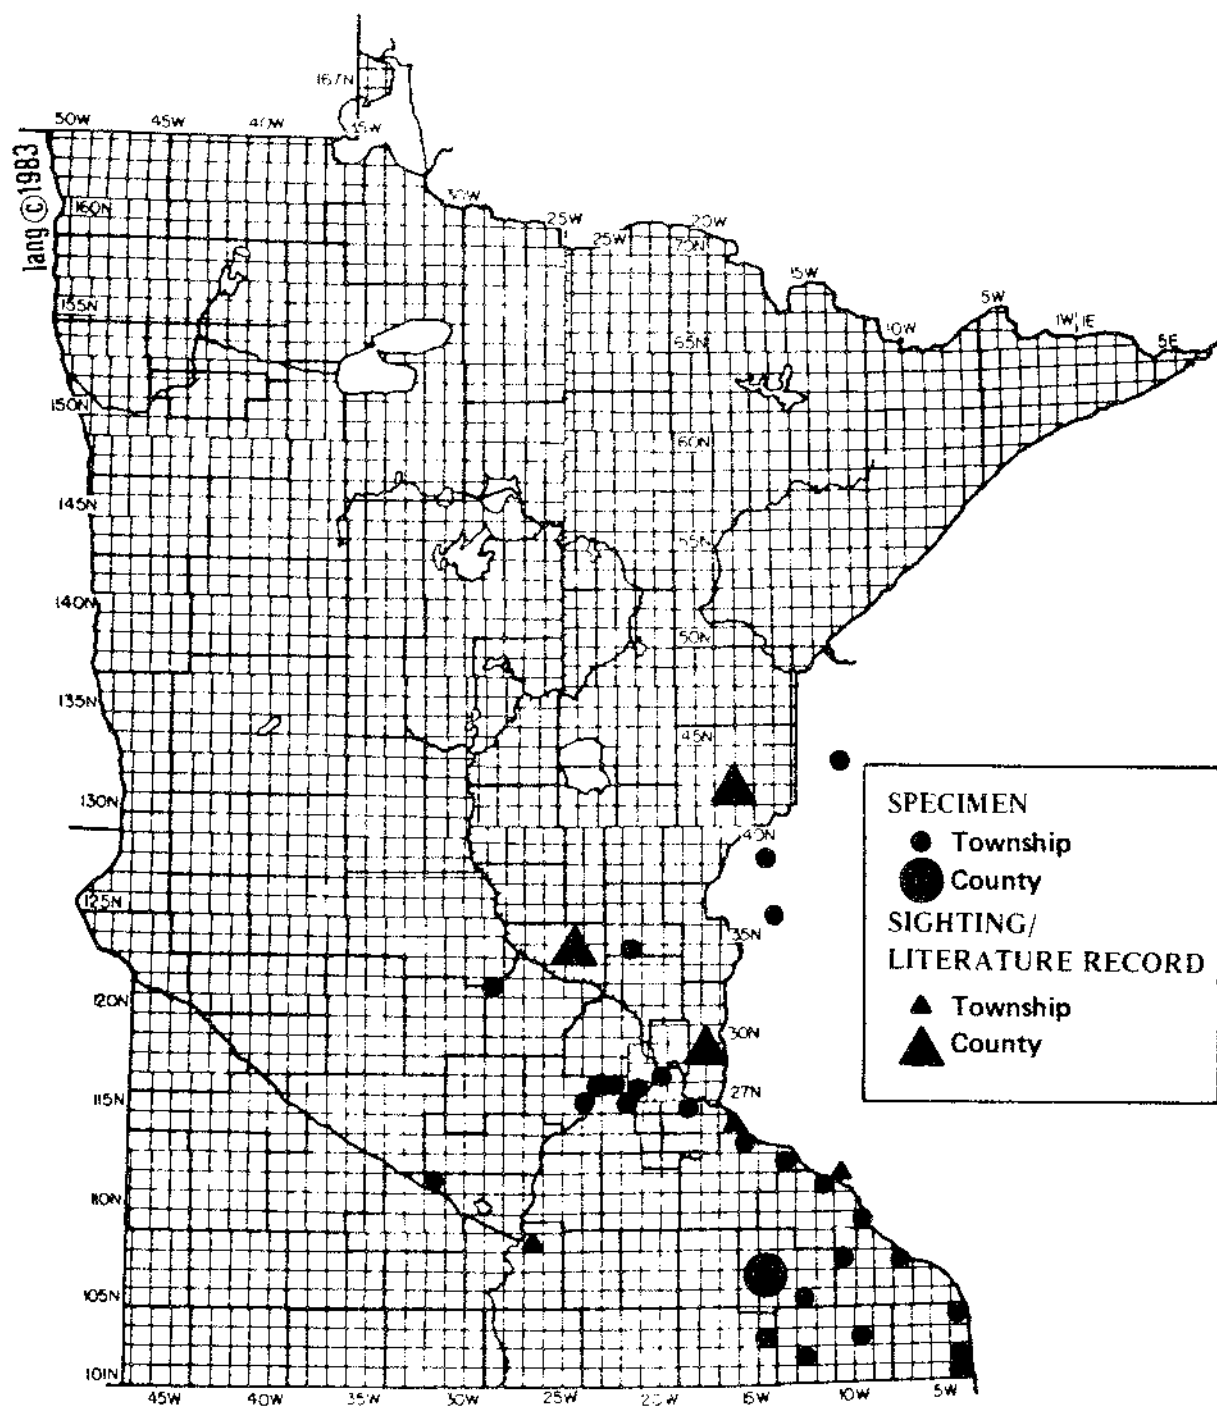 167N
50W 45W 40W 35W
lang © 1983
160N
30W
25W 20W
25W 70N
15W
155N
5W
1W 1E
10W
65N
5E
150N
60N
145N
55N
140N
50N
135N
45N
130N
SPECIMEN
40N
Township
County
125N
SIGHTING/
35N
LITERATURE RECORD
120N
Township
30N
County
115N
27N
110N
105N
101N
45W 40W 35W 30W 25W 20W 15W 10W 5W